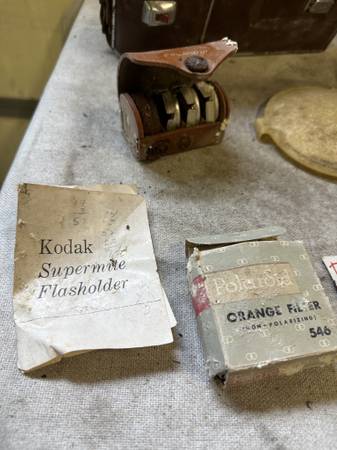 Kodak
Supermite
Flasholder
Polaroid
ORANGE FILTER
(NON-POLARIZING)
546